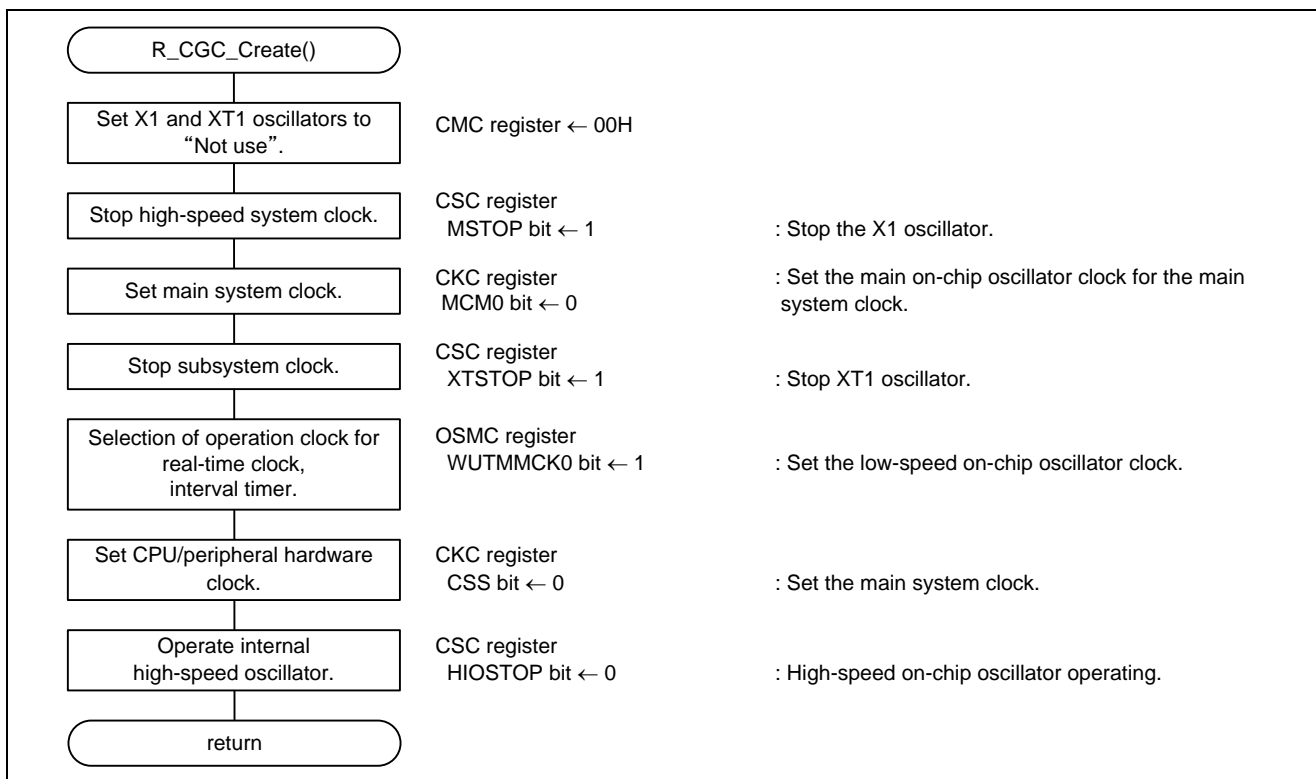 R_CGC_Create()
Set X1 and XT1 oscillators to
“Not use”.
CMC register ← 00H
Stop high-speed system clock.
CSC register
MSTOP bit ← 1 : Stop the X1 oscillator.
Set main system clock.
CKC register
MCM0 bit ← 0
: Set the main on-chip oscillator clock for the main
system clock.
Stop subsystem clock.
CSC register
XTSTOP bit ← 1 : Stop XT1 oscillator.
Selection of operation clock for
real-time clock,
interval timer.
OSMC register
WUTMMCK0 bit ← 1 : Set the low-speed on-chip oscillator clock.
Set CPU/peripheral hardware
clock.
CKC register
CSS bit ← 0 : Set the main system clock.
Operate internal
high-speed oscillator.
CSC register
HIOSTOP bit ← 0 : High-speed on-chip oscillator operating.
return